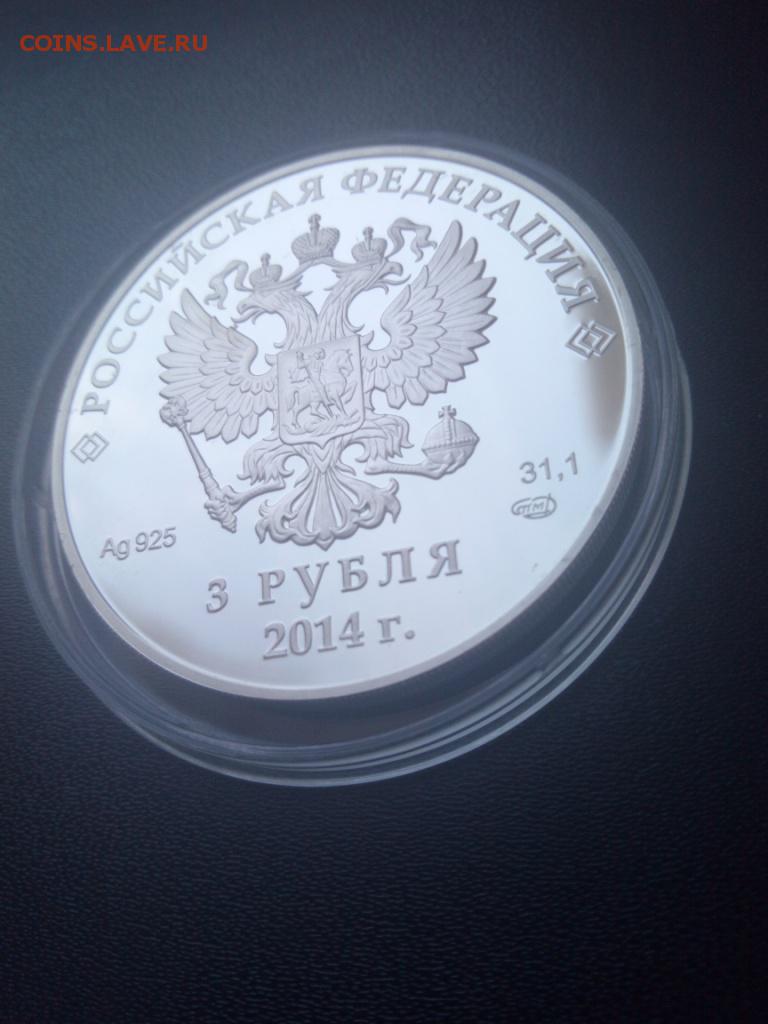 COINS.LAVE.RU
РОССИЙСКАЯ ФЕДЕРАЦИЯ
31,1
Ag 925
3 РУБЛЯ
2014 г.